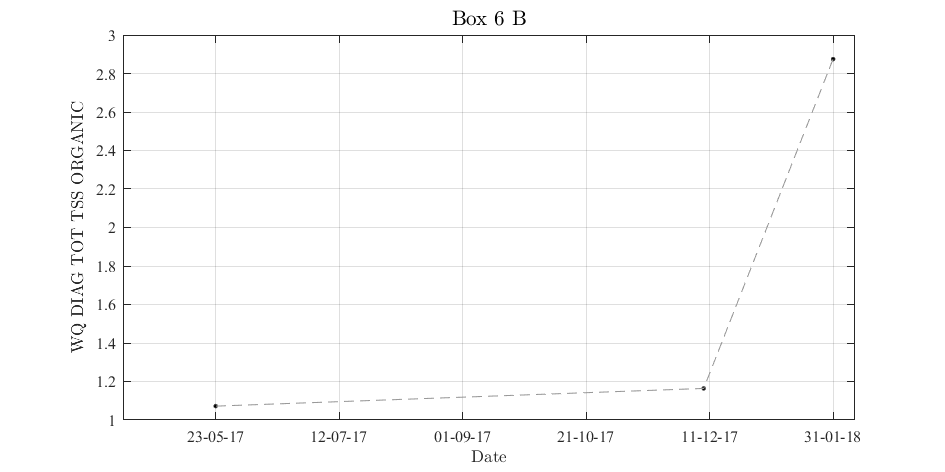 Box 6 B
WQ DIAG TOT TSS ORGANIC
3
2.8
2.6
2.4
2.2
2
1.8
1.6
1.4
1.2
1
23-05-17 12-07-17 01-09-17 21-10-17 11-12-17 31-01-18
Date